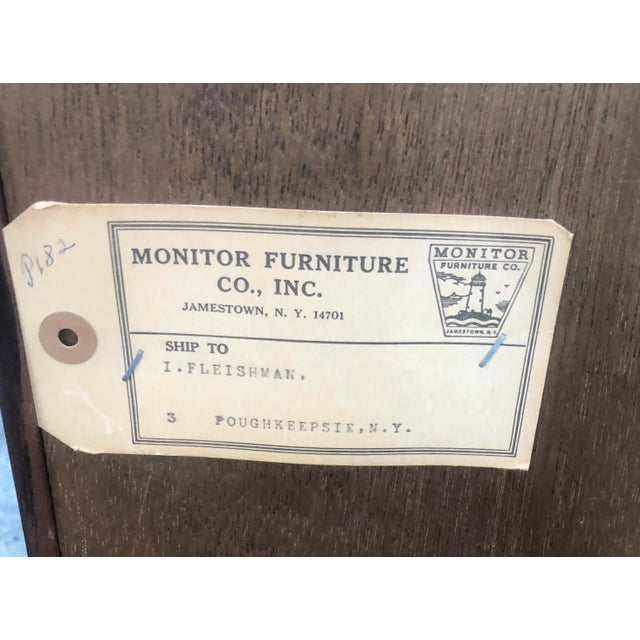 P182
MONITOR FURNITURE
CO., INC.
JAMESTOWN, N. Y. 14701
MONITOR
FURNITURE CO.
JAMESTOWN, N.Y.
SHIP TO
I. FLEISHMAN.
3 POUGHKEEPSIE, N.Y.